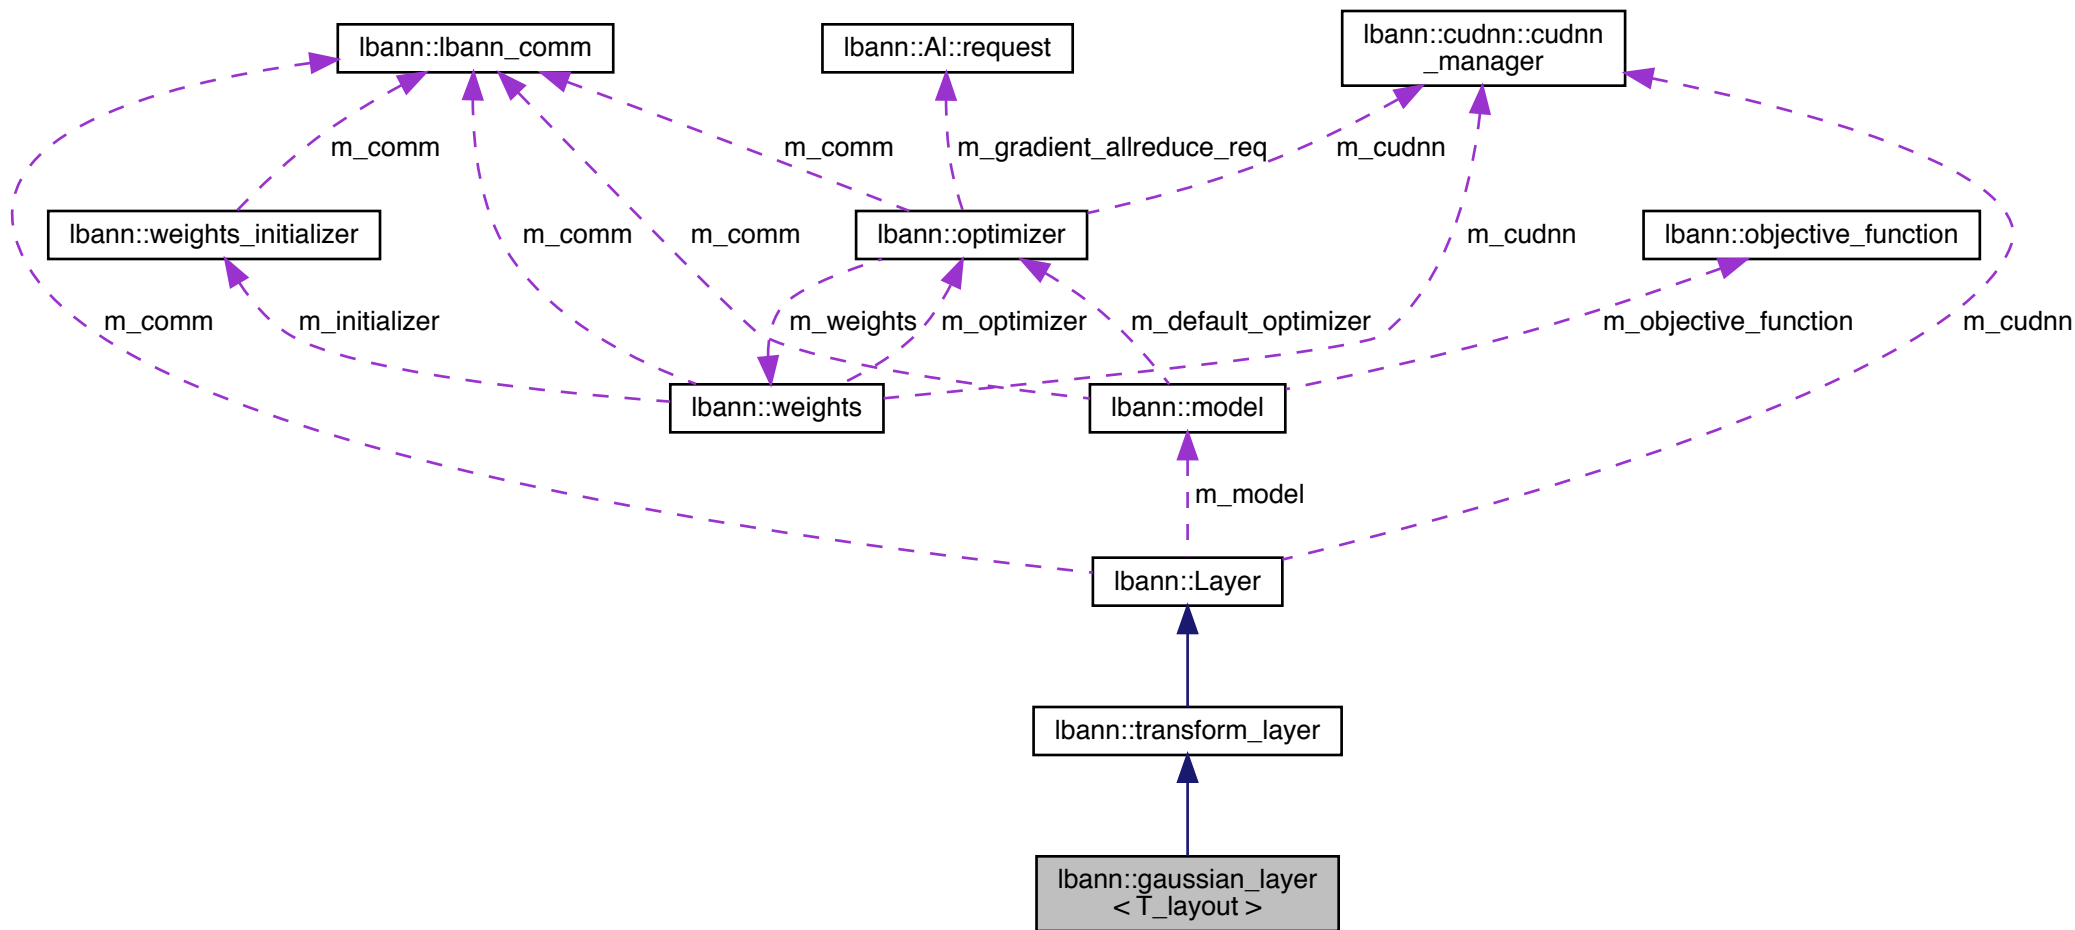 lbann::lbann_comm
lbann::Al::request
lbann::cudnn::cudnn
_manager
m_comm
m_comm
m_gradient_allreduce_req
m_cudnn
lbann::weights_initializer
m_comm
m_comm
lbann::optimizer
m_cudnn
lbann::objective_function
m_comm
m_initializer
m_weights
m_optimizer
m_default_optimizer
m_objective_function
m_cudnn
lbann::weights
lbann::model
m_model
lbann::Layer
lbann::transform_layer
lbann::gaussian_layer
< T_layout >